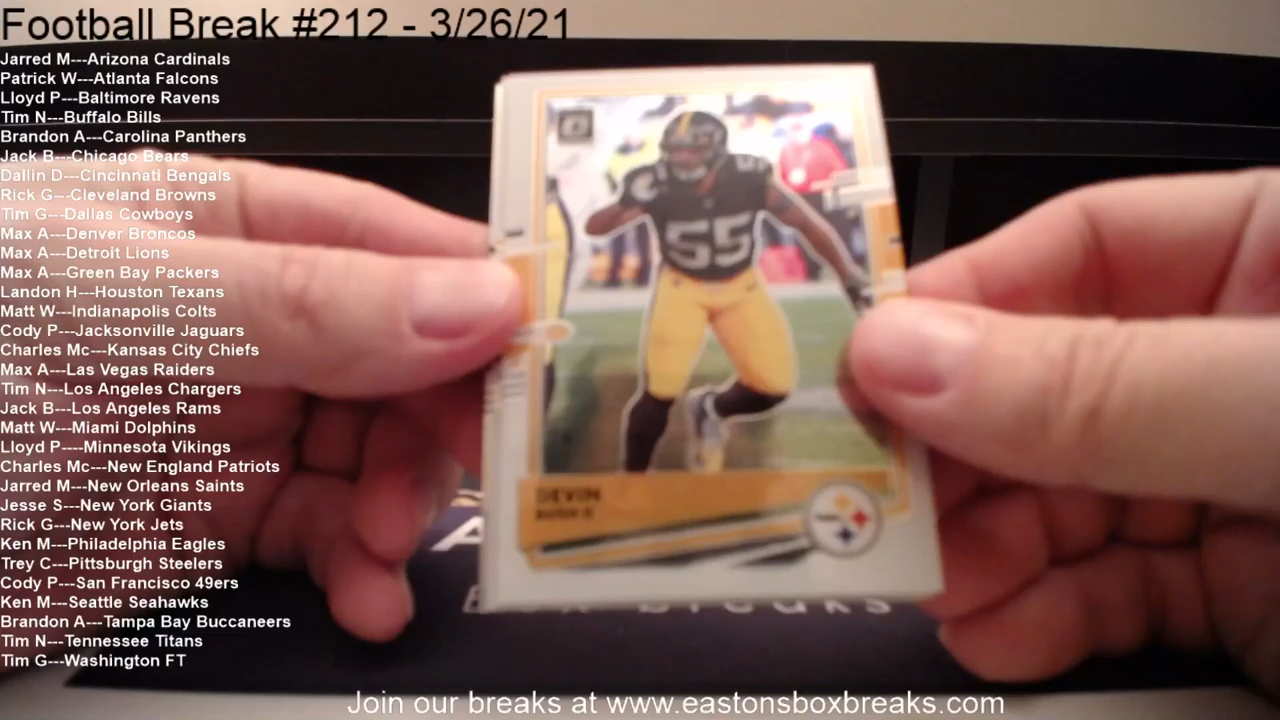 Football Break #212 - 3/26/21
Jarred M---Arizona Cardinals
Patrick W---Atlanta Falcons
Lloyd P---Baltimore Ravens
Tim N---Buffalo Bills
Brandon A---Carolina Panthers
Jack B---Chicago Bears
Dallin D---Cincinnati Bengals
Rick G---Cleveland Browns
Tim G---Dallas Cowboys
Max A---Denver Broncos
Max A---Detroit Lions
Max A---Green Bay Packers
Landon H---Houston Texans
Matt W---Indianapolis Colts
Cody P---Jacksonville Jaguars
Charles Mc---Kansas City Chiefs
Max A---Las Vegas Raiders
Tim N---Los Angeles Chargers
Jack B---Los Angeles Rams
Matt W---Miami Dolphins
Lloyd P----Minnesota Vikings
Charles Mc---New England Patriots
Jarred M---New Orleans Saints
Jesse S---New York Giants
Rick G---New York Jets
Ken M---Philadelphia Eagles
Trey C---Pittsburgh Steelers
Cody P---San Francisco 49ers
Ken M---Seattle Seahawks
Brandon A---Tampa Bay Buccaneers
Tim N---Tennessee Titans
Tim G---Washington FT
55
55
DEVIN
Breaks
Join our breaks at www.eastonsboxbreaks.com